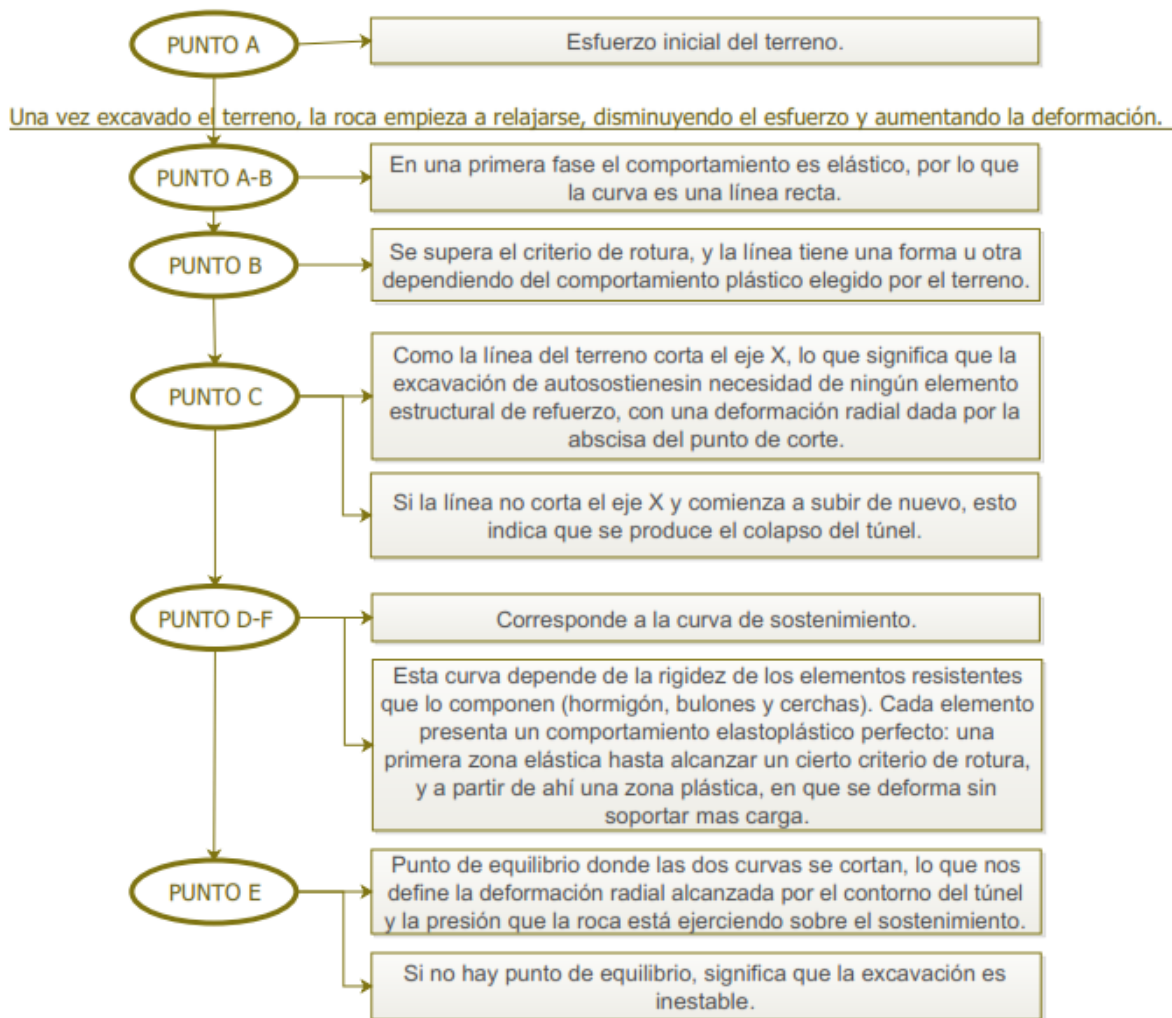 PUNTO A
Esfuerzo inicial del terreno.
Una vez excavado el terreno, la roca empieza a relajarse, disminuyendo el esfuerzo y aumentando la deformación.
PUNTO A-B
En una primera fase el comportamiento es elástico, por lo que
la curva es una línea recta.
PUNTO B
Se supera el criterio de rotura, y la línea tiene una forma u otra
dependiendo del comportamiento plástico elegido por el terreno.
PUNTO C
Como la línea del terreno corta el eje X, lo que significa que la
excavación de autosostienesin necesidad de ningún elemento
estructural de refuerzo, con una deformación radial dada por la
abscisa del punto de corte.
Si la línea no corta el eje X y comienza a subir de nuevo, esto
indica que se produce el colapso del túnel.
PUNTO D-F
Corresponde a la curva de sostenimiento.
Esta curva depende de la rigidez de los elementos resistentes
que lo componen (hormigón, bulones y cerchas). Cada elemento
presenta un comportamiento elastoplástico perfecto: una
primera zona elástica hasta alcanzar un cierto criterio de rotura,
y a partir de ahí una zona plástica, en que se deforma sin
soportar mas carga.
PUNTO E
Punto de equilibrio donde las dos curvas se cortan, lo que nos
define la deformación radial alcanzada por el contorno del túnel
y la presión que la roca está ejerciendo sobre el sostenimiento.
Si no hay punto de equilibrio, significa que la excavación es
inestable.